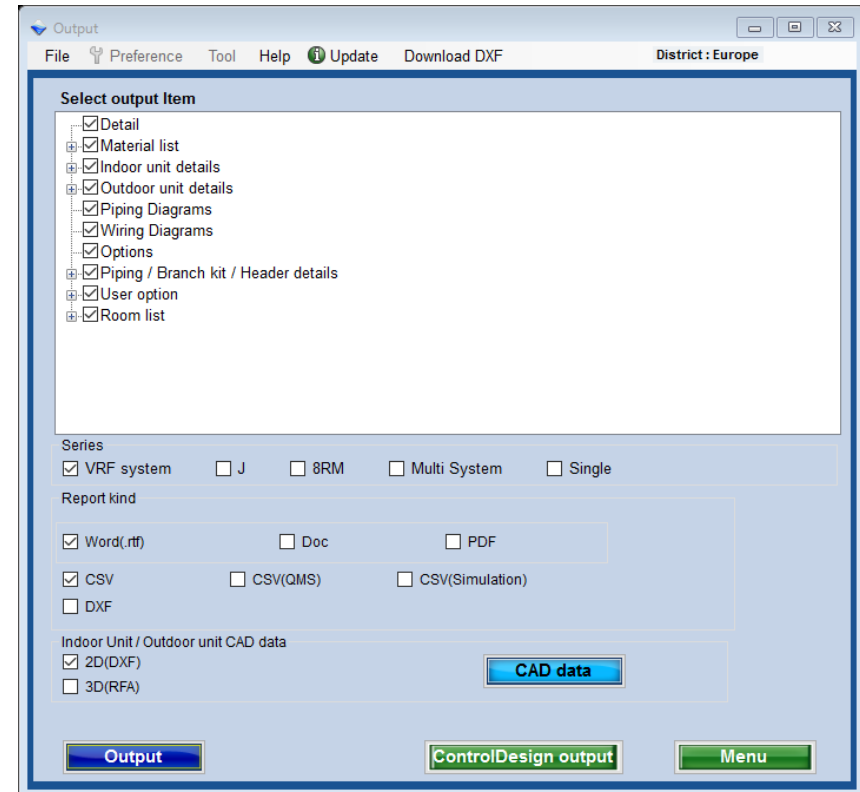 Output
File Preference Tool Help Update Download DXF District : Europe
Select output Item
Detail
Material list
Indoor unit details
Outdoor unit details
Piping Diagrams
Wiring Diagrams
Options
Piping / Branch kit / Header details
User option
Room list
Series
VRF system J 8RM Multi System Single
Report kind
Word(.rtf) Doc PDF
CSV CSV(QMS) CSV(Simulation)
DXF
Indoor Unit / Outdoor unit CAD data
2D(DXF)
CAD data
3D(RFA)
Output ControlDesign output Menu